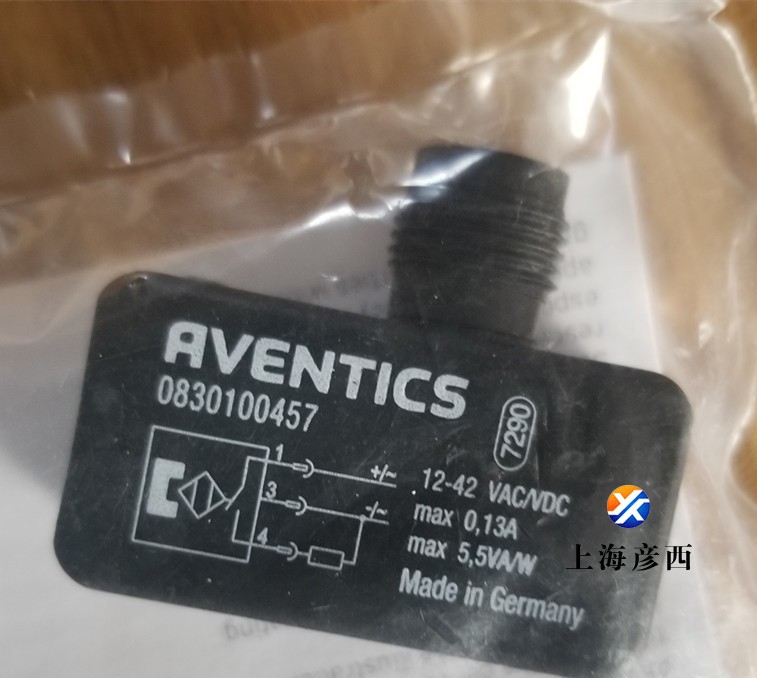 AVENTICS
0830100457
7290
1
+/~
3
-/~
4
12-42 VAC/VDC
max 0,13A
max 5,5VA/W
Made in Germany
上海彦西